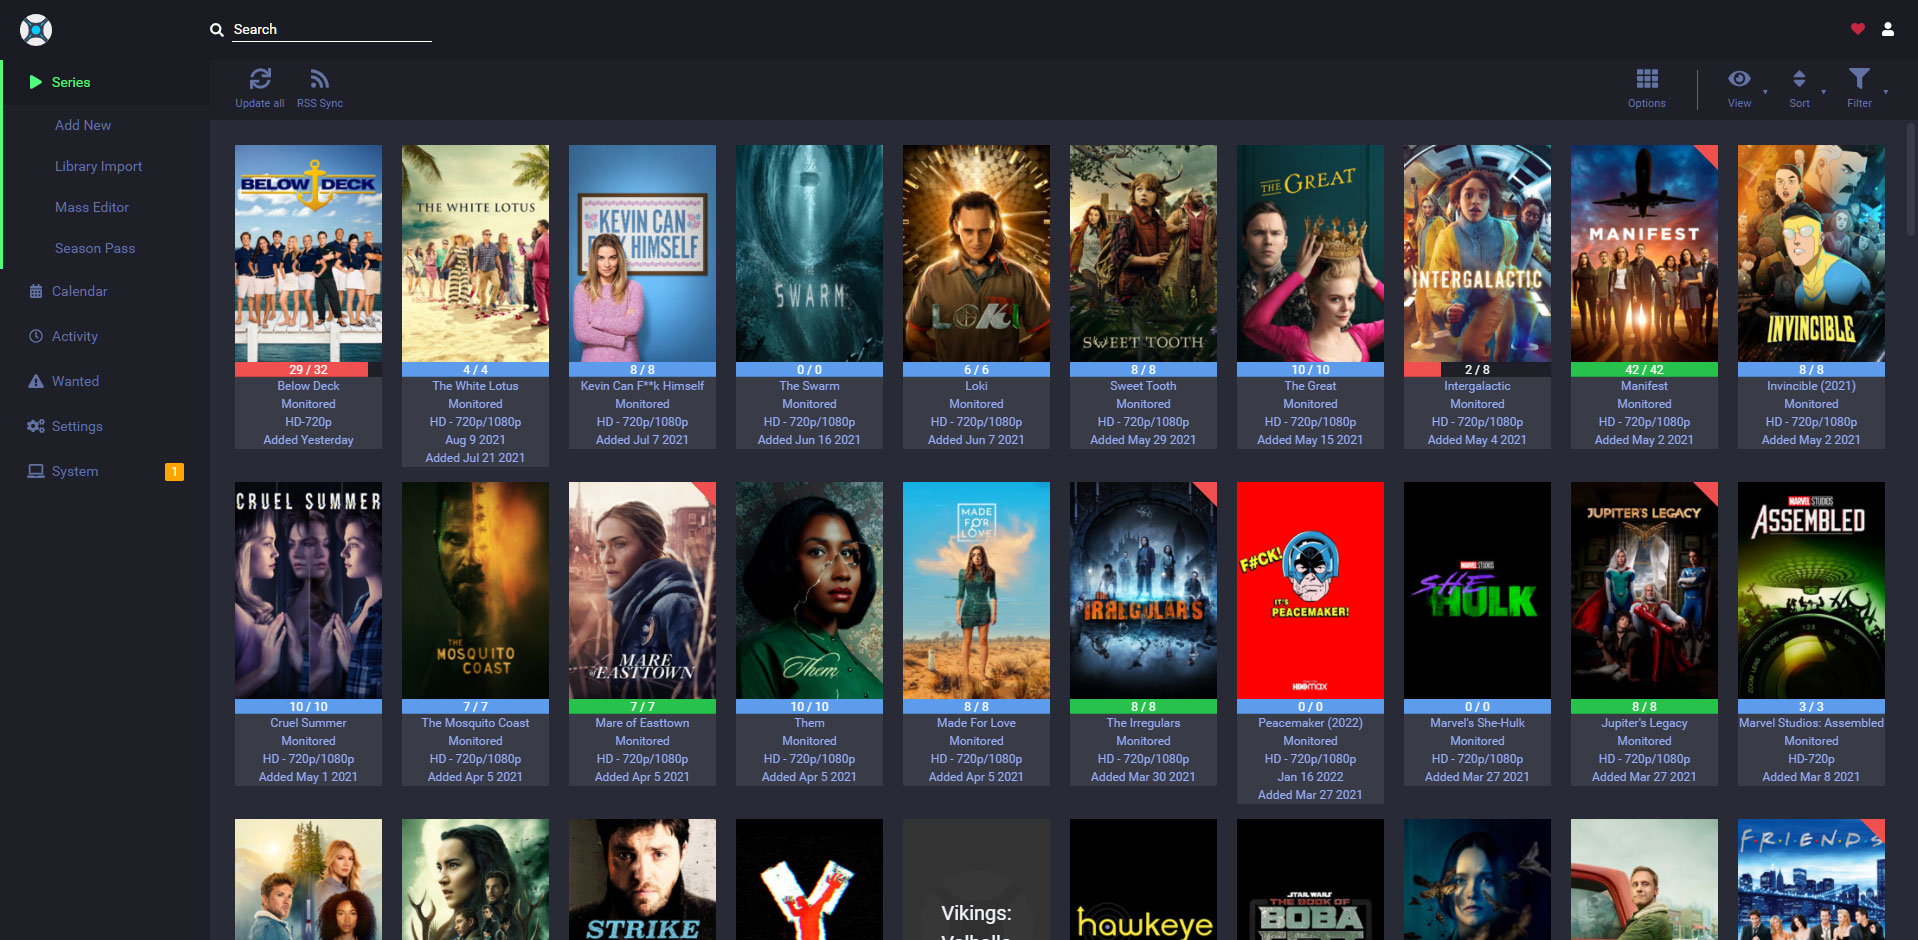 Search
Series
Add New
Library Import
Mass Editor
Season Pass
Calendar
Activity
Wanted
Settings
System
1
Update all
RSS Sync
Options
View
Sort
Filter
BELOW DECK
THE WHITE LOTUS
KEVIN CAN
HIMSELF
SWARM
LOKI
SWEET TOOTH
THE GREAT
INTERGALACTIC
MANIFEST
INVINCIBLE
29 / 32
4 / 4
8 / 8
0 / 0
6 / 6
8 / 8
10 / 10
2 / 8
42 / 42
8 / 8
Below Deck
The White Lotus
Kevin Can F**k Himself
The Swarm
Loki
Sweet Tooth
The Great
Intergalactic
Manifest
Invincible (2021)
Monitored
Monitored
Monitored
Monitored
Monitored
Monitored
Monitored
Monitored
Monitored
Monitored
HD-720p
HD - 720p/1080p
HD - 720p/1080p
HD - 720p/1080p
HD - 720p/1080p
HD - 720p/1080p
HD - 720p/1080p
HD - 720p/1080p
HD - 720p/1080p
HD - 720p/1080p
Added Yesterday
Aug 9 2021
Added Jul 7 2021
Added Jun 16 2021
Added Jun 7 2021
Added May 29 2021
Added May 15 2021
Added May 4 2021
Added May 2 2021
Added May 2 2021
Added Jul 21 2021
CRUEL SUMMER
THE
MOSQUITO
COAST
MARE
of EASTTOWN
Them
MADE
FOR
LOVE
THE
IRREGULARS
F#CK!
IT'S
PEACEMAKER!
HBOmax
MARVEL STUDIOS
SHE
HULK
JUPITER'S LEGACY
MARVEL STUDIOS
ASSEMBLED
10 / 10
7 / 7
7 / 7
10 / 10
8 / 8
8 / 8
0 / 0
0 / 0
8 / 8
3 / 3
Cruel Summer
The Mosquito Coast
Mare of Easttown
Them
Made For Love
The Irregulars
Peacemaker (2022)
Marvel's She-Hulk
Jupiter's Legacy
Marvel Studios: Assembled
Monitored
Monitored
Monitored
Monitored
Monitored
Monitored
Monitored
Monitored
Monitored
Monitored
HD - 720p/1080p
HD - 720p/1080p
HD - 720p/1080p
HD - 720p/1080p
HD - 720p/1080p
HD - 720p/1080p
HD - 720p/1080p
HD - 720p/1080p
HD - 720p/1080p
HD-720p
Added May 1 2021
Added Apr 5 2021
Added Apr 5 2021
Added Apr 5 2021
Added Apr 5 2021
Added Mar 30 2021
Jan 16 2022
Added Mar 27 2021
Added Mar 27 2021
Added Mar 8 2021
Added Mar 27 2021
STRIKE
Y
Vikings:
Valhalla
hawkeye
STAR WARS
THE BOOK OF
BOBA
FRIENDS